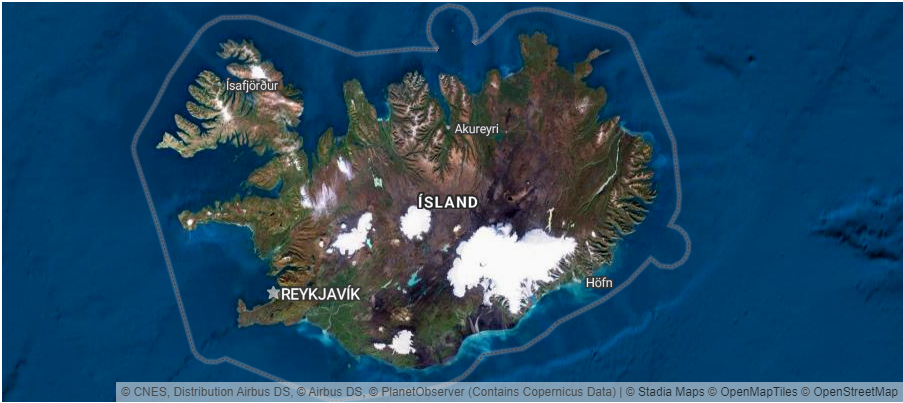 Ísafjörður
Akureyri
ÍSLAND
Höfn
REYKJAVÍK
© CNES, Distribution Airbus DS, © Airbus DS, © PlanetObserver (Contains Copernicus Data) | © Stadia Maps © OpenMapTiles © OpenStreetMap